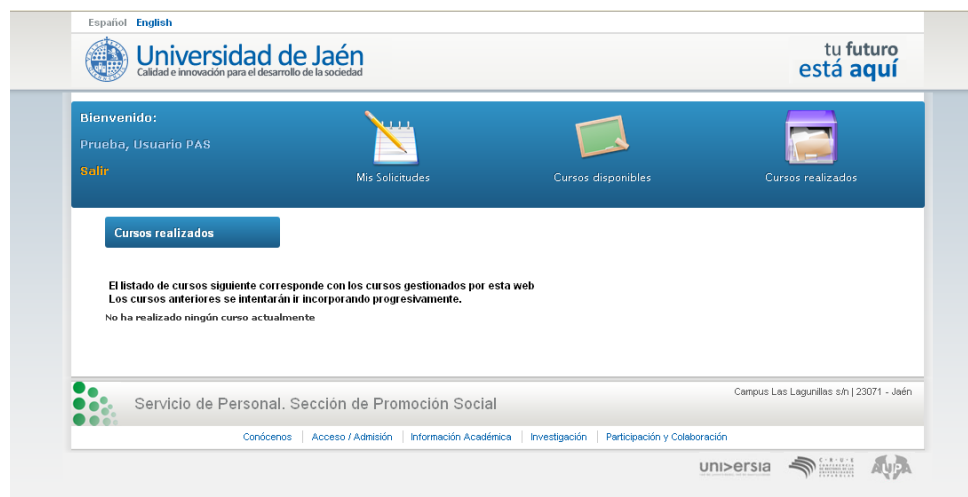 Español English
Universidad de Jaén
Calidad e innovación para el desarrollo de la sociedad
tu futuro
está aquí
Bienvenido:
Prueba, Usuario PAS
Salir
Mis Solicitudes
Cursos disponibles
Cursos realizados
Cursos realizados
El listado de cursos siguiente corresponde con los cursos gestionados por esta web
Los cursos anteriores se intentarán ir incorporando progresivamente.
No ha realizado ningún curso actualmente
Campus Las Lagunillas s/n | 23071 - Jaén
Servicio de Personal. Sección de Promoción Social
Conócenos | Acceso / Admisión | Información Académica | Investigación | Participación y Colaboración
uni>ersia
C·R·U·E
AUPA